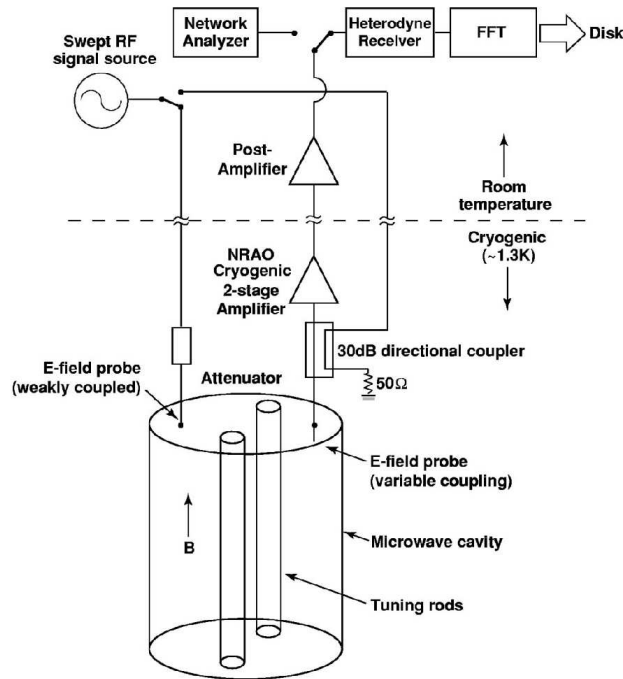 Network
Analyzer
Heterodyne
Receiver
FFT
Disk
Swept RF
signal source
Post-
Amplifier
Room
temperature
Cryogenic
(~1.3K)
NRAO
Cryogenic
2-stage
Amplifier
30dB directional coupler
50Ω
E-field probe
(weakly coupled)
Attenuator
E-field probe
(variable coupling)
B
Microwave cavity
Tuning rods